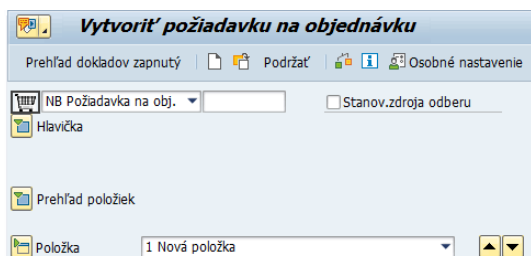 Vytvoriť požiadavku na objednávku
Prehľad dokladov zapnutý Podržať Osobné nastavenie
NB Požiadavka na obj. Stanov.zdroja odberu
Hlavička
Prehľad položiek
Položka 1 Nová položka